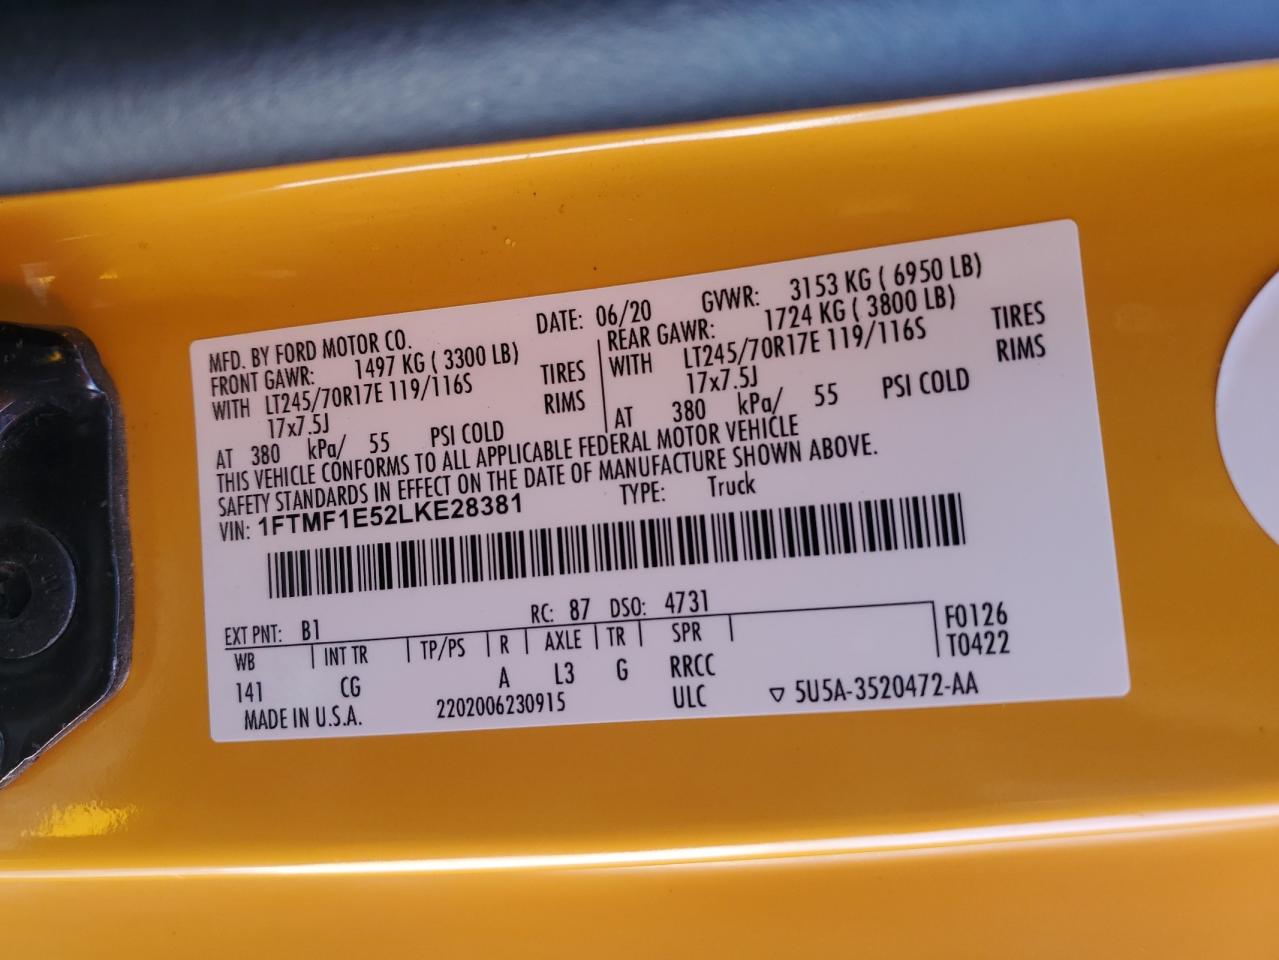 MFD. BY FORD MOTOR CO. DATE: 06/20 GVWR: 3153 KG ( 6950 LB)
FRONT GAWR: 1497 KG ( 3300 LB) REAR GAWR: 1724 KG ( 3800 LB)
WITH LT245/70R17E 119/116S TIRES WITH LT245/70R17E 119/116S TIRES
17x7.5J RIMS 17x7.5J RIMS
AT 380 kPa/ 55 PSI COLD AT 380 kPa/ 55 PSI COLD
THIS VEHICLE CONFORMS TO ALL APPLICABLE FEDERAL MOTOR VEHICLE
SAFETY STANDARDS IN EFFECT ON THE DATE OF MANUFACTURE SHOWN ABOVE.
VIN: 1FTMF1E52LKE28381 TYPE: Truck
EXT PNT: B1 RC: 87 DSO: 4731
WB INT TR TP/PS R AXLE TR SPR F0126
141 CG A L3 G RRCC T0422
MADE IN U.S.A. 2202006230915 ULC ▽ 5U5A-3520472-AA